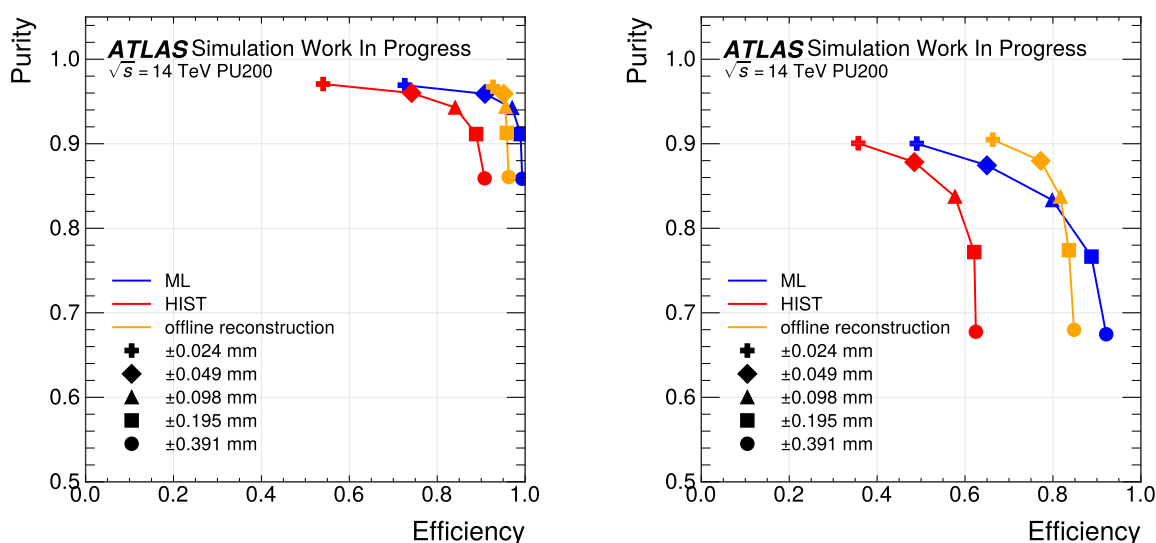 Purity
ATLAS Simulation Work In Progress
√s = 14 TeV PU200
1.0
0.9
0.8
0.7
0.6
0.5
ML
HIST
offline reconstruction
±0.024 mm
±0.049 mm
±0.098 mm
±0.195 mm
±0.391 mm
0.0 0.2 0.4 0.6 0.8 1.0
Efficiency
Purity
ATLAS Simulation Work In Progress
√s = 14 TeV PU200
1.0
0.9
0.8
0.7
0.6
0.5
ML
HIST
offline reconstruction
±0.024 mm
±0.049 mm
±0.098 mm
±0.195 mm
±0.391 mm
0.0 0.2 0.4 0.6 0.8 1.0
Efficiency